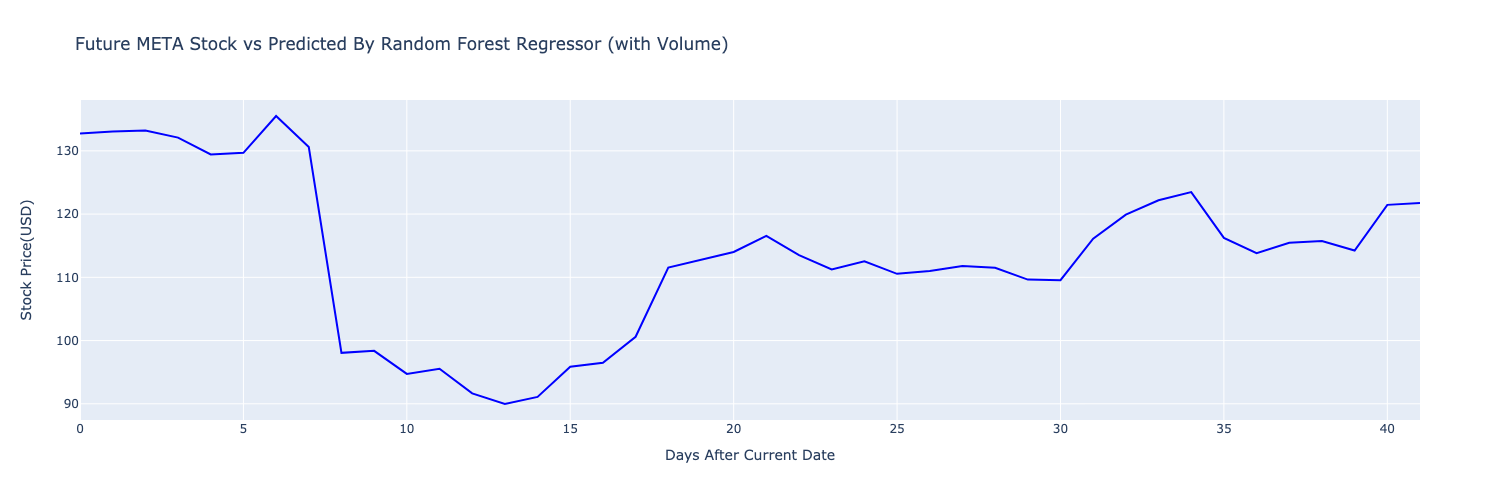 Future META Stock vs Predicted By Random Forest Regressor (with Volume)
Stock Price(USD)
130
120
110
100
90
0 5 10 15 20 25 30 35 40
Days After Current Date